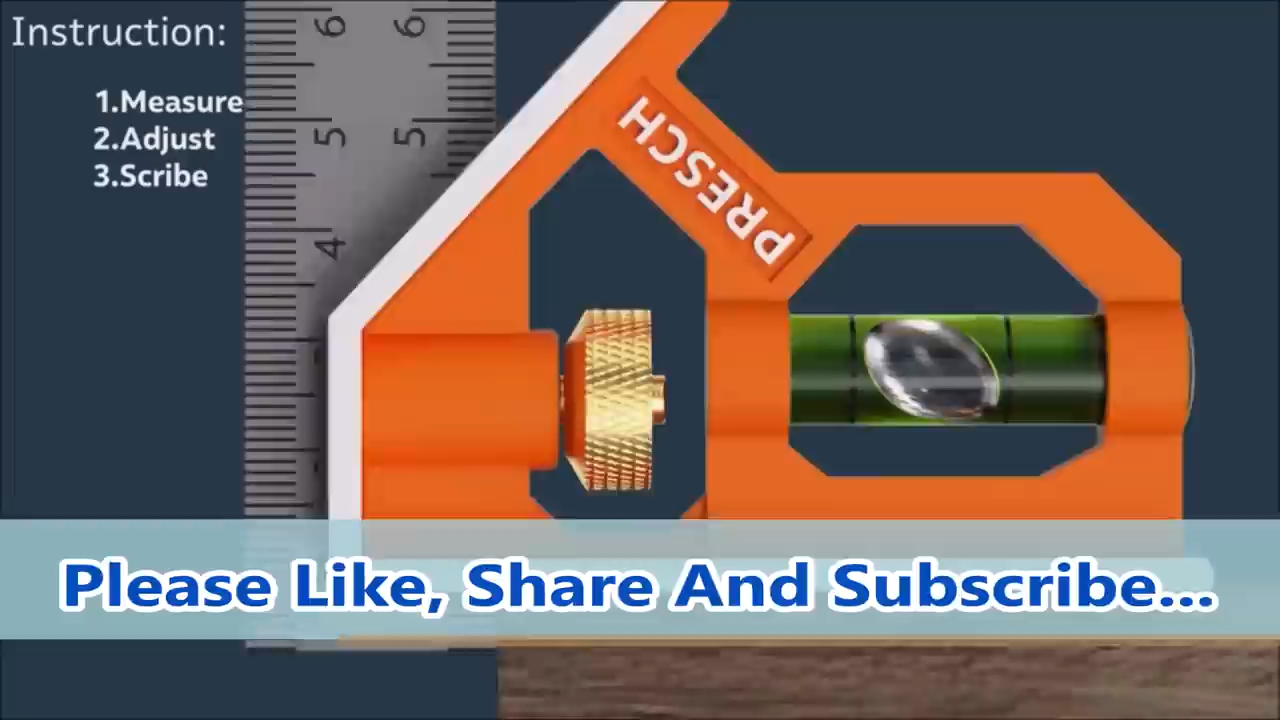 Instruction:
1.Measure
2.Adjust
3.Scribe
6 6
5 5
4
PRESCH
Please Like, Share And Subscribe...